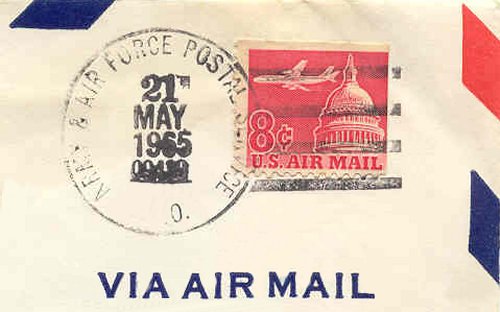 ARMY & AIR FORCE POSTAL SERVICE
21
MAY
1965
.O.
8¢
U.S. AIR MAIL
VIA AIR MAIL